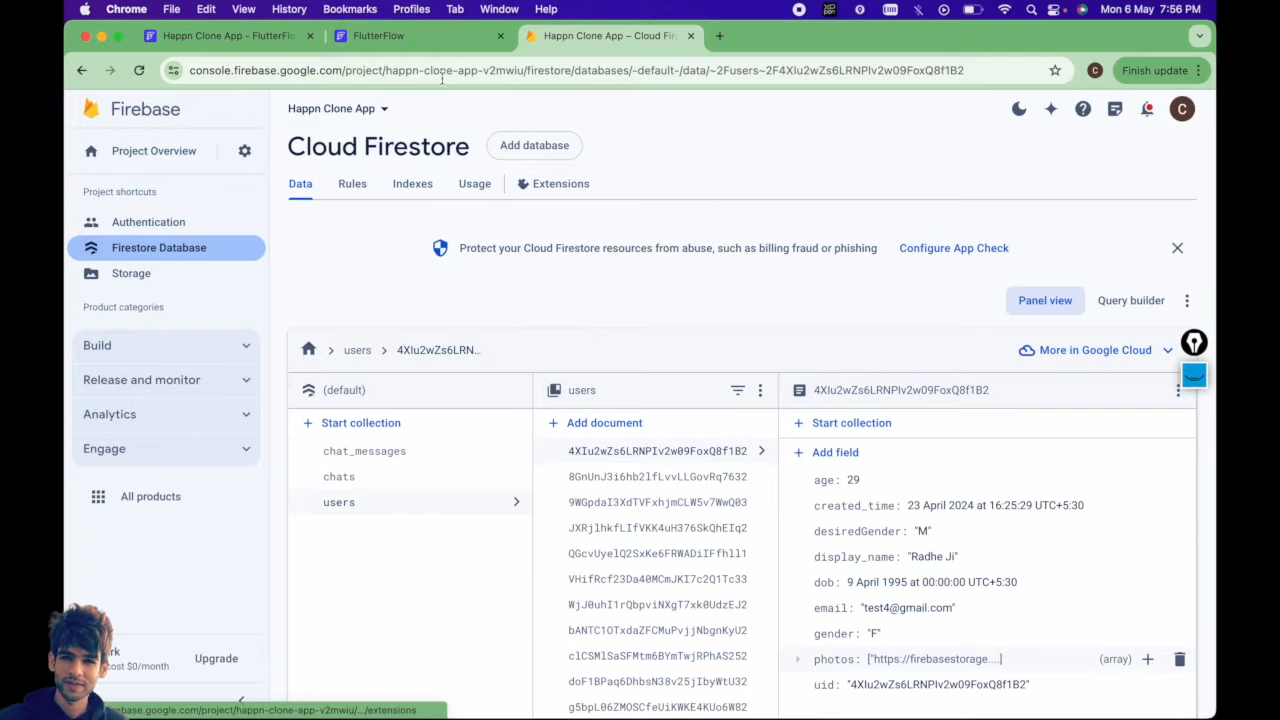 Chrome File Edit View History Bookmarks Profiles Tab Window Help
Mon 6 May 7:56 PM
Happn Clone App - FlutterFlo
FlutterFlow
Happn Clone App – Cloud Fir
console.firebase.google.com/project/happn-clone-app-v2mwiu/firestore/databases/-default-/data/~2Fusers~2F4XIu2wZs6LRNPIv2w09FoxQ8f1B2
C
Finish update
Firebase
Happn Clone App
C
Project Overview
Cloud Firestore
Add database
Project shortcuts
Data Rules Indexes Usage Extensions
Authentication
Firestore Database
Storage
Protect your Cloud Firestore resources from abuse, such as billing fraud or phishing
Configure App Check
Product categories
Panel view
Query builder
Build
Release and monitor
Analytics
Engage
All products
users
4XIu2wZs6LRN...
More in Google Cloud
(default)
users
4XIu2wZs6LRNPIv2w09FoxQ8f1B2
+ Start collection
+ Add document
+ Start collection
chat_messages
chats
users
4XIu2wZs6LRNPIv2w09FoxQ8f1B2
8GnUnJ3i6hb2lfLvvLLGovRq7632
9WGpdaI3XdTVFxhjmCLW5v7WwQ03
JXRjlhkfLIfVKK4uH376SkQhEIq2
QGcvUyelQ2SxKe6FRWADiIFfhll1
VHifRcf23Da40MCmJKI7c2Q1Tc33
WjJ0uhI1rQbpviNXgT7xk0UdzEJ2
bANTC1OTxdaZFCMuPvjjNbgnKyU2
clCSMlSaSFMtm6BYmTwjRPhAS252
doF1BPaq6DhbsN38v25jIbyWtU32
g5bpL06ZMOSCfeUiKWKE4KUo6W82
+ Add field
age: 29
created_time: 23 April 2024 at 16:25:29 UTC+5:30
desiredGender: "M"
display_name: "Radhe Ji"
dob: 9 April 1995 at 00:00:00 UTC+5:30
email: "test4@gmail.com"
gender: "F"
photos: ["https://firebasestorage....] (array)
uid: "4XIu2wZs6LRNPIv2w09FoxQ8f1B2"
cost $0/month
Upgrade
ebase.google.com/project/happn-clone-app-v2mwiu/.../extensions